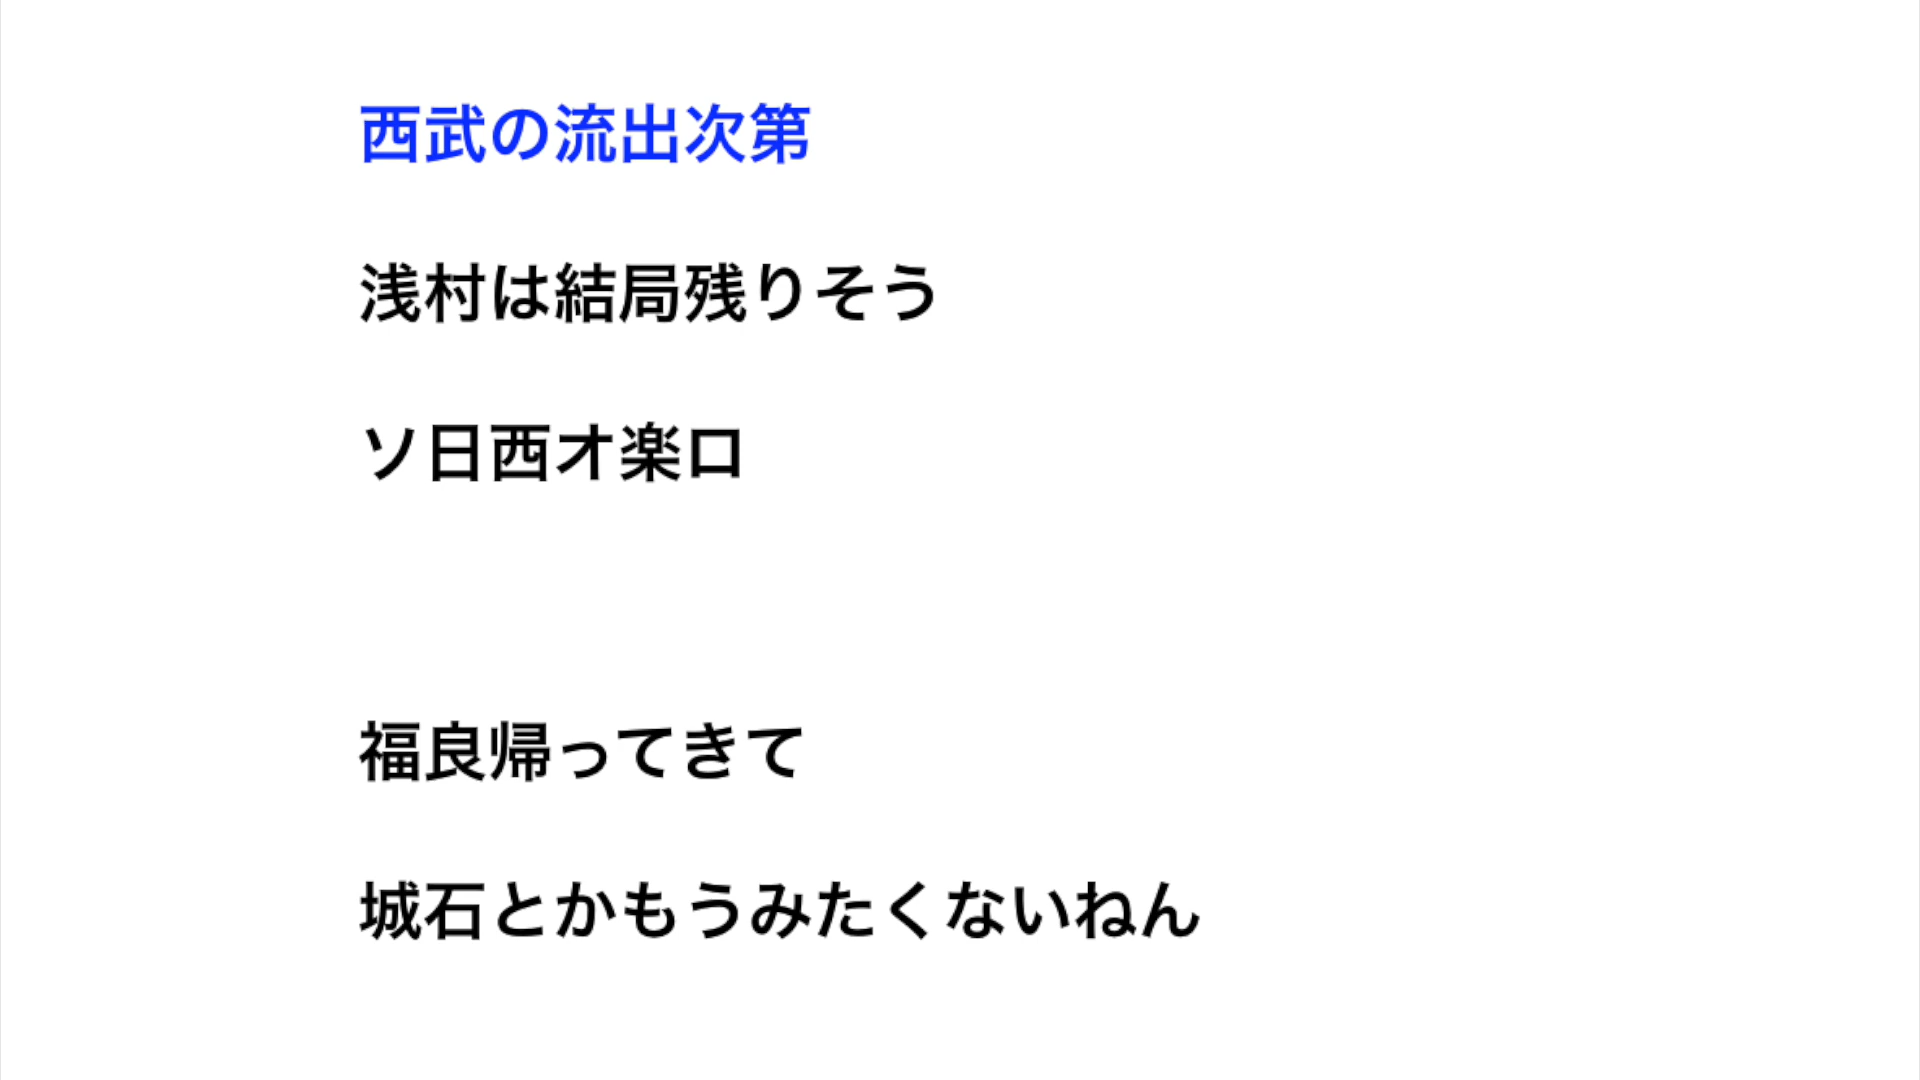 西武の流出次第
浅村は結局残りそう
ソ日西オ楽ロ
福良帰ってきて
城石とかもうみたくないねん